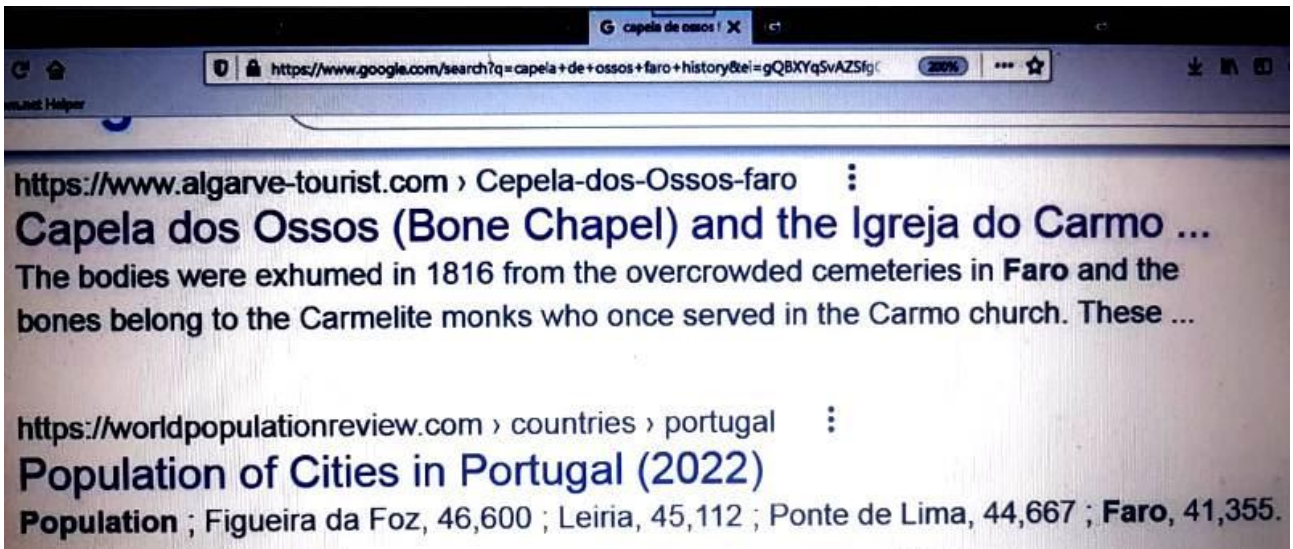 G capela de ossos f X
https://www.google.com/search?q=capela+de+ossos+faro+history&ei=gQBXYqSvAZSfg
200%
Helper
https://www.algarve-tourist.com › Cepela-dos-Ossos-faro
Capela dos Ossos (Bone Chapel) and the Igreja do Carmo ...
The bodies were exhumed in 1816 from the overcrowded cemeteries in Faro and the
bones belong to the Carmelite monks who once served in the Carmo church. These ...
https://worldpopulationreview.com › countries › portugal
Population of Cities in Portugal (2022)
Population ; Figueira da Foz, 46,600 ; Leiria, 45,112 ; Ponte de Lima, 44,667 ; Faro, 41,355.